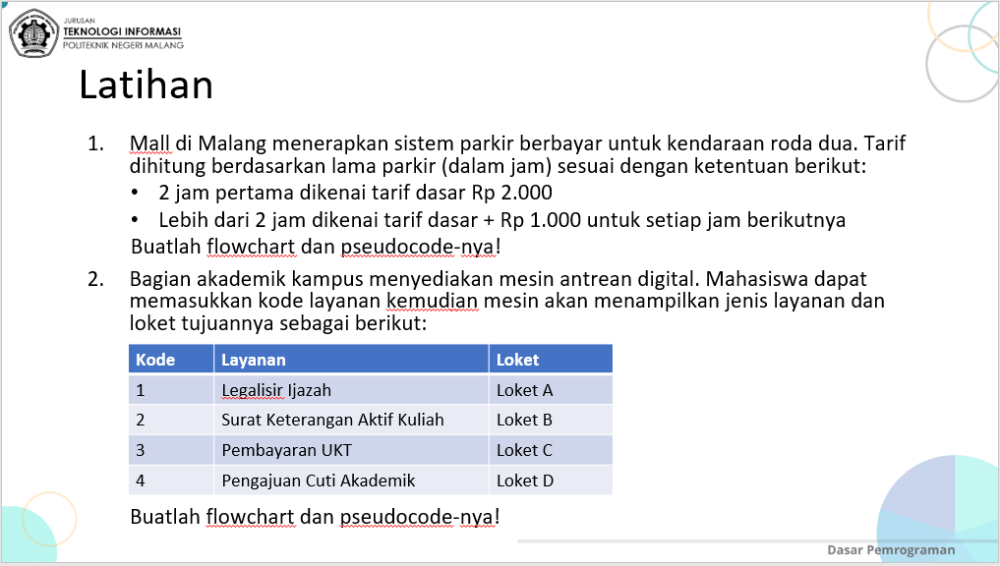 JURUSAN
TEKNOLOGI INFORMASI
POLITEKNIK NEGERI MALANG
Latihan
1. Mall di Malang menerapkan sistem parkir berbayar untuk kendaraan roda dua. Tarif
dihitung berdasarkan lama parkir (dalam jam) sesuai dengan ketentuan berikut:
• 2 jam pertama dikenai tarif dasar Rp 2.000
• Lebih dari 2 jam dikenai tarif dasar + Rp 1.000 untuk setiap jam berikutnya
Buatlah flowchart dan pseudocode-nya!
2. Bagian akademik kampus menyediakan mesin antrean digital. Mahasiswa dapat
memasukkan kode layanan kemudian mesin akan menampilkan jenis layanan dan
loket tujuannya sebagai berikut:
Kode Layanan Loket
1 Legalisir Ijazah Loket A
2 Surat Keterangan Aktif Kuliah Loket B
3 Pembayaran UKT Loket C
4 Pengajuan Cuti Akademik Loket D
Buatlah flowchart dan pseudocode-nya!
Dasar Pemrograman